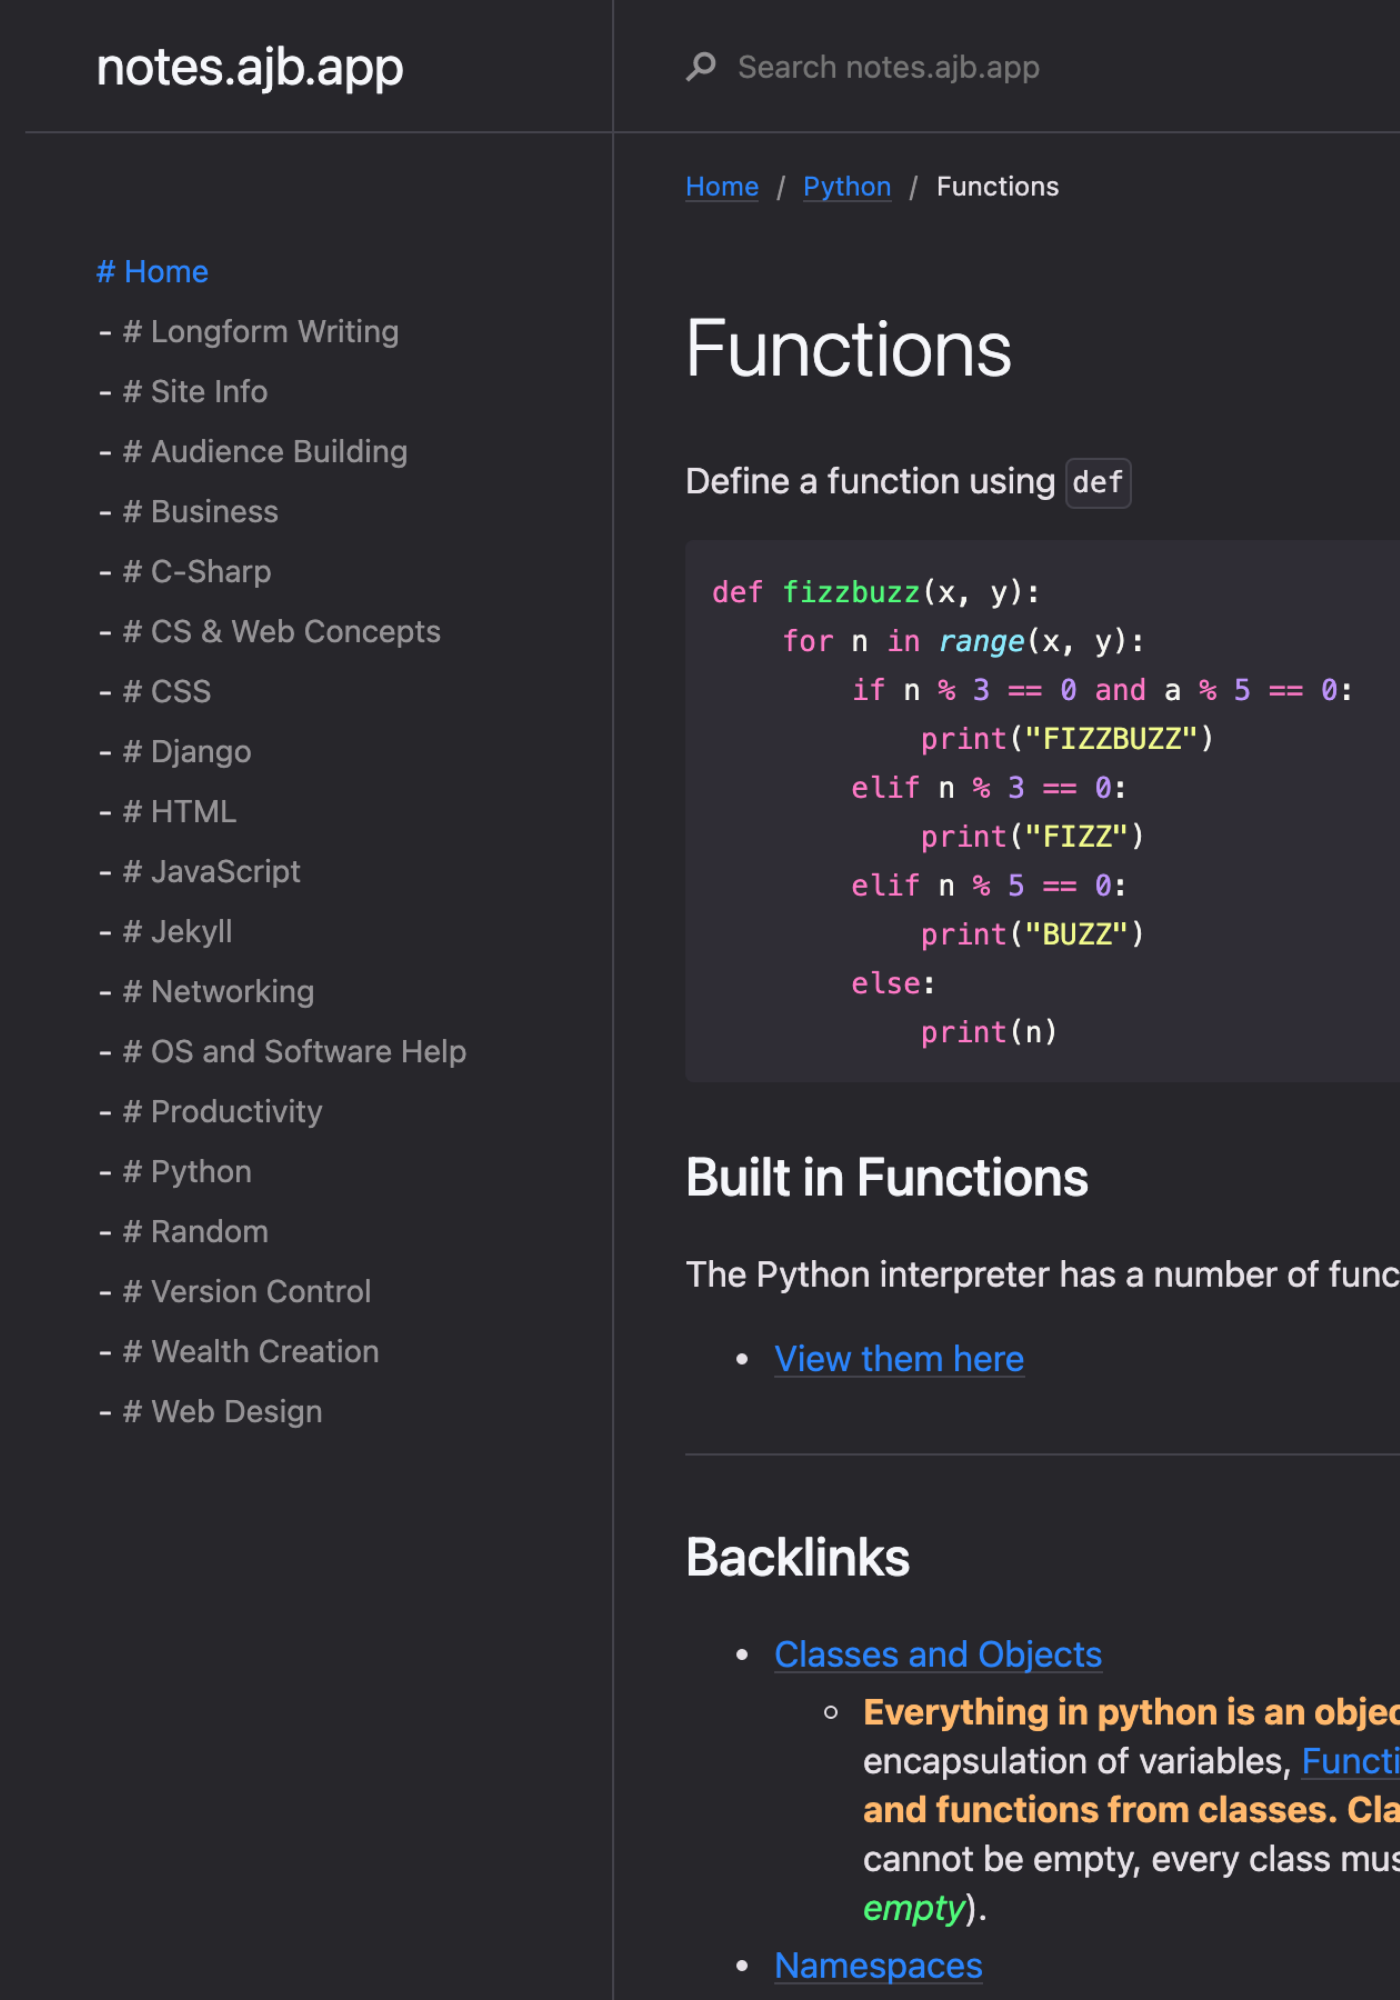 notes.ajb.app
Search notes.ajb.app
Home / Python / Functions
# Home
- # Longform Writing
- # Site Info
- # Audience Building
- # Business
- # C-Sharp
- # CS & Web Concepts
- # CSS
- # Django
- # HTML
- # JavaScript
- # Jekyll
- # Networking
- # OS and Software Help
- # Productivity
- # Python
- # Random
- # Version Control
- # Wealth Creation
- # Web Design
Functions
Define a function using def
def fizzbuzz(x, y):
    for n in range(x, y):
        if n % 3 == 0 and a % 5 == 0:
            print("FIZZBUZZ")
        elif n % 3 == 0:
            print("FIZZ")
        elif n % 5 == 0:
            print("BUZZ")
        else:
            print(n)
Built in Functions
The Python interpreter has a number of
• View them here
Backlinks
• Classes and Objects
◦ Everything in python is an
encapsulation of variables,
and functions from classes.
cannot be empty, every class
empty).
• Namespaces